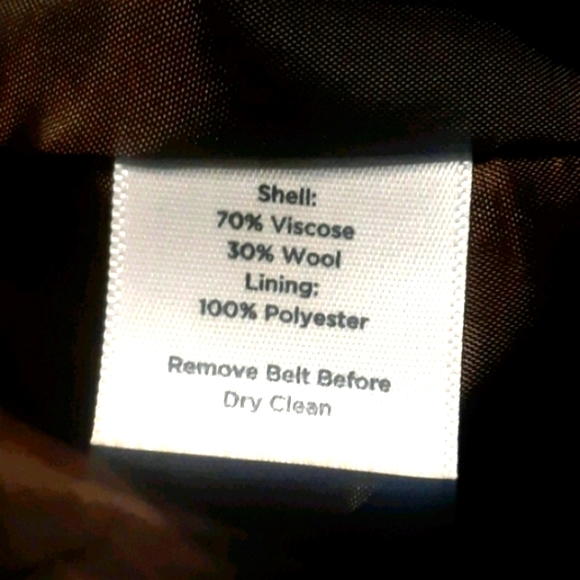 Shell:
70% Viscose
30% Wool
Lining:
100% Polyester
Remove Belt Before
Dry Clean